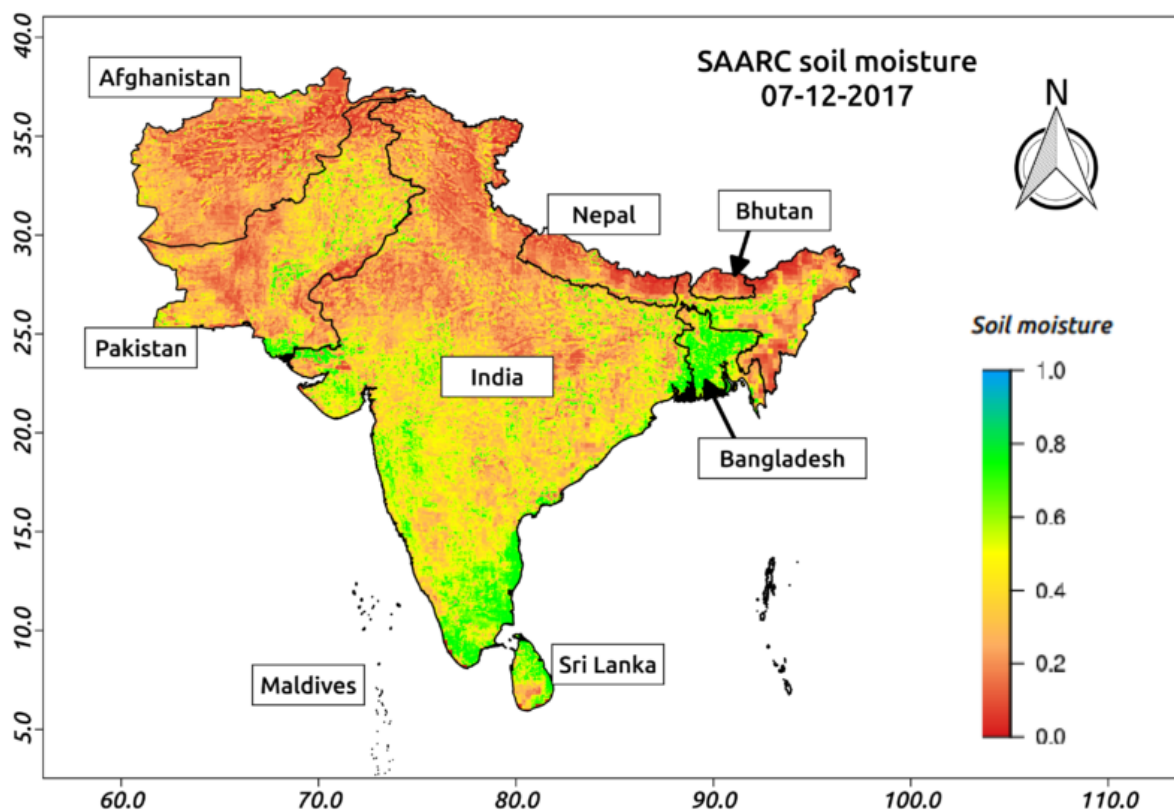 SAARC soil moisture
07-12-2017
N
Afghanistan
Nepal
Bhutan
Pakistan
India
Bangladesh
Sri Lanka
Maldives
Soil moisture
1.0
0.8
0.6
0.4
0.2
0.0
40.0
35.0
30.0
25.0
20.0
15.0
10.0
5.0
60.0 70.0 80.0 90.0 100.0 110.0